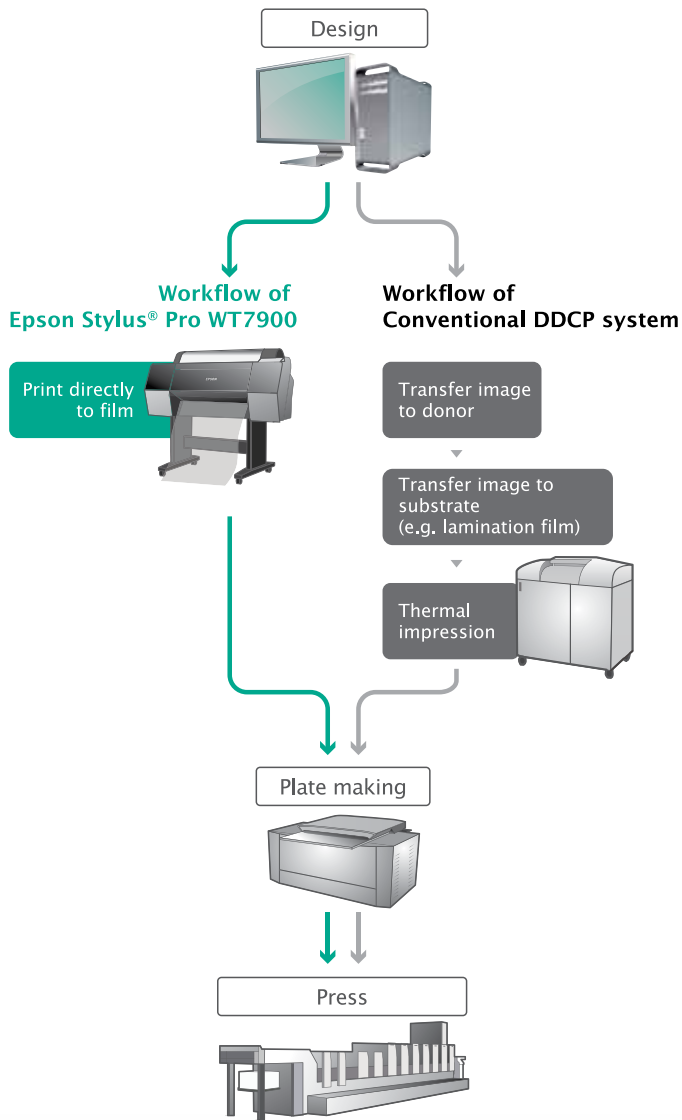 Design
Workflow of
Epson Stylus® Pro WT7900
Print directly
to film
EPSON
Workflow of
Conventional DDCP system
Transfer image
to donor
Transfer image to
substrate
(e.g. lamination film)
Thermal
impression
Plate making
Press